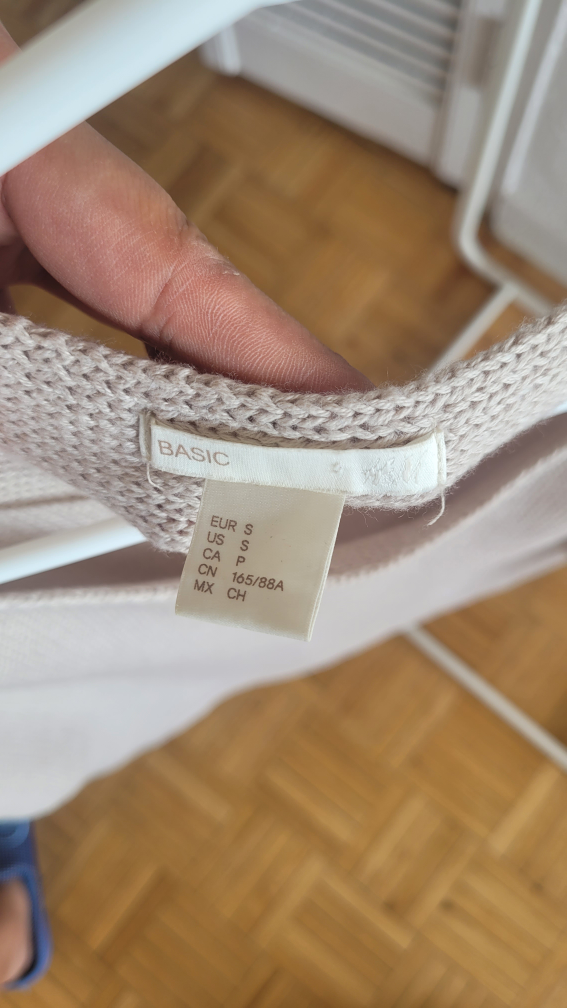 BASIC
EUR S
US S
CA P
CN 165/88A
MX CH